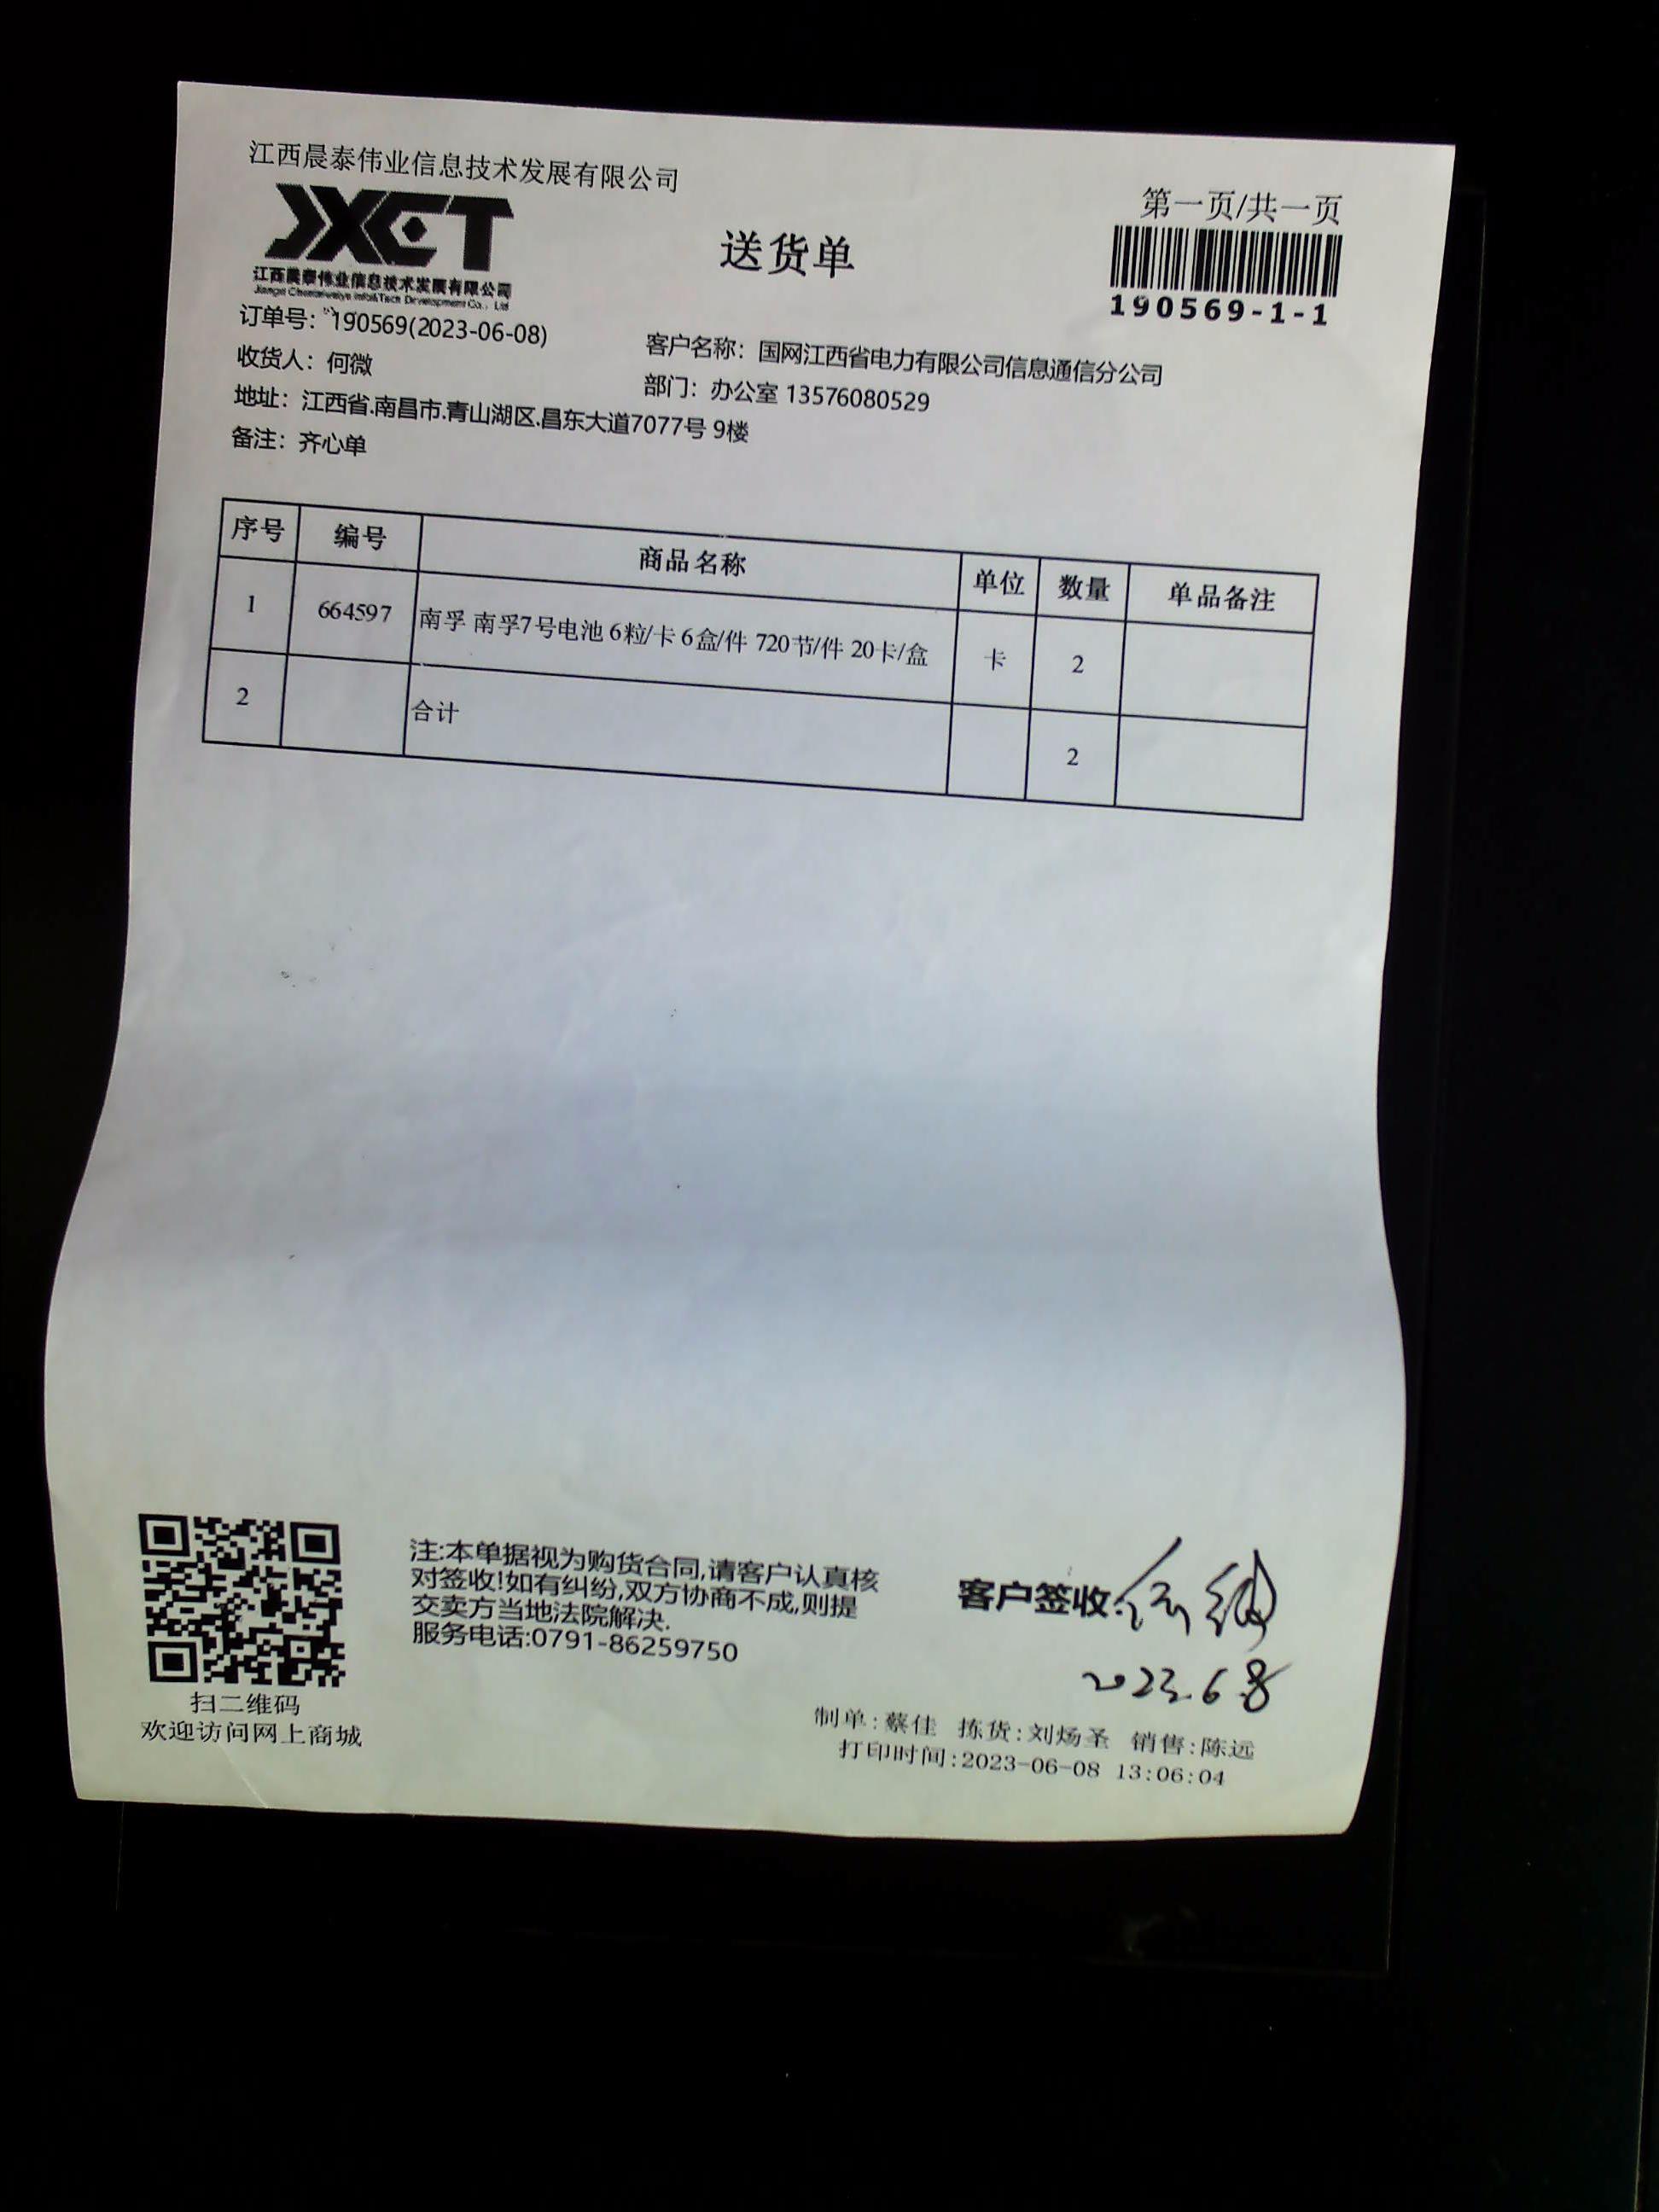 江西晨泰伟业信息技术发展有限公司
JXCT
江西晨泰伟业信息技术发展有限公司
送货单
第一页/共一页
190569-1-1
订单号: 190569(2023-06-08)
客户名称: 国网江西省电力有限公司信息通信分公司
收货人: 何微
部门: 办公室 13576080529
地址: 江西省.南昌市.青山湖区.昌东大道7077号 9楼
备注: 齐心单
序号 编号 商品名称 单位 数量 单品备注
1 664597 南孚 南孚7号电池 6粒/卡 6盒/件 720节/件 20卡/盒 卡 2
2 合计 2
注:本单据视为购货合同,请客户认真核
对签收!如有纠纷,双方协商不成,则提
交卖方当地法院解决.
服务电话:0791-86259750
客户签收:
2023.6.8
扫二维码
欢迎访问网上商城
制单:蔡佳 拣货:刘炀圣 销售:陈远
打印时间:2023-06-08 13:06:04